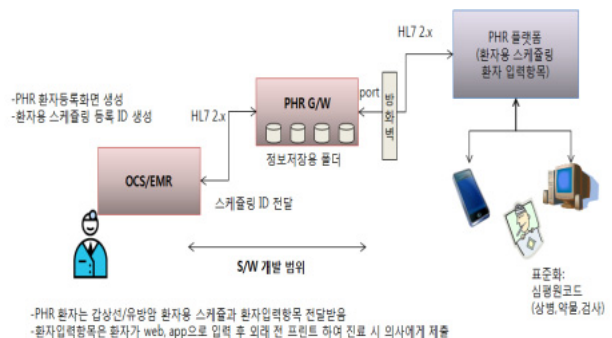 HL7 2.x
PHR 플랫폼
(환자용 스케쥴링
환자 입력항목)
port
방화벽
-PHR 환자등록화면 생성
-환자용 스케쥴링 등록 ID 생성
HL7 2.x
PHR G/W
정보저장용 폴더
OCS/EMR
스케쥴링 ID 전달
S/W 개발 범위
표준화:
심평원코드
(상병,약물,검사)
-PHR 환자는 갑상선/유방암 환자용 스케쥴과 환자입력항목 전달받음
-환자입력항목은 환자가 web, app으로 입력 후 외래 전 프린트 하여 진료 시 의사에게 제출